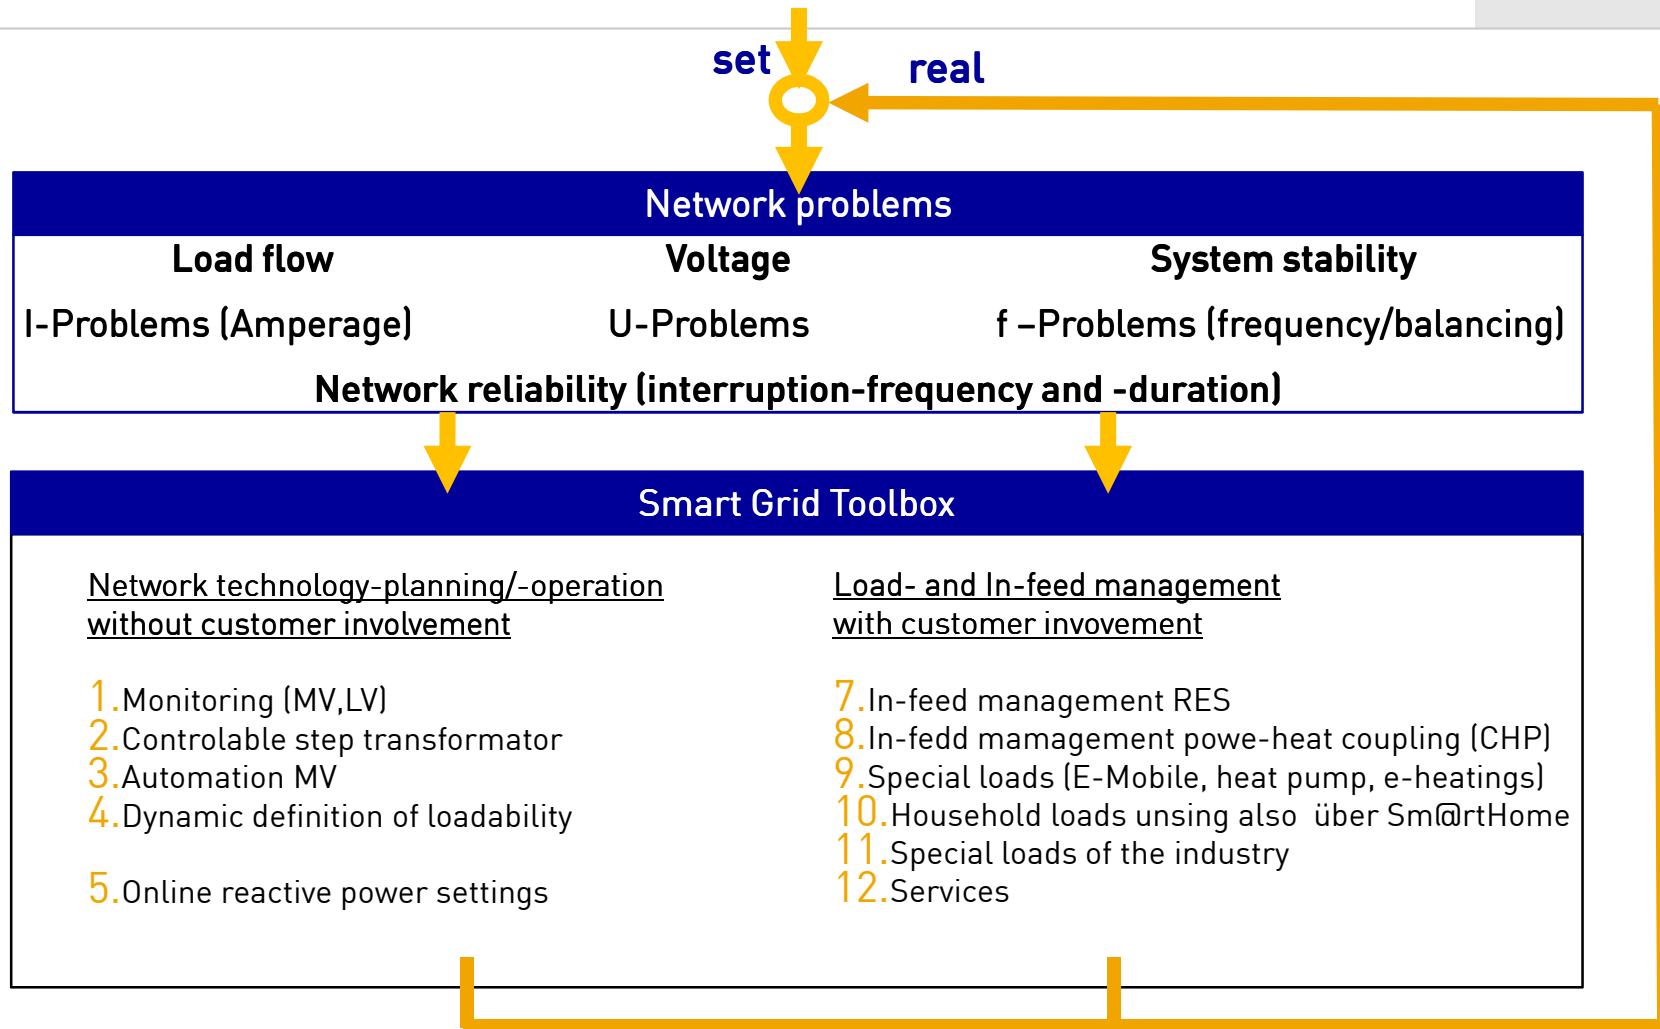 set
real
Network problems
Load flow
Voltage
System stability
I-Problems (Amperage)
U-Problems
f –Problems (frequency/balancing)
Network reliability (interruption-frequency and -duration)
Smart Grid Toolbox
Network technology-planning/-operation
without customer involvement
1.Monitoring (MV,LV)
2.Controlable step transformator
3.Automation MV
4.Dynamic definition of loadability
5.Online reactive power settings
Load- and In-feed management
with customer invovement
7.In-feed management RES
8.In-fedd mamagement powe-heat coupling (CHP)
9.Special loads (E-Mobile, heat pump, e-heatings)
10.Household loads unsing also  über Sm@rtHome
11.Special loads of the industry
12.Services